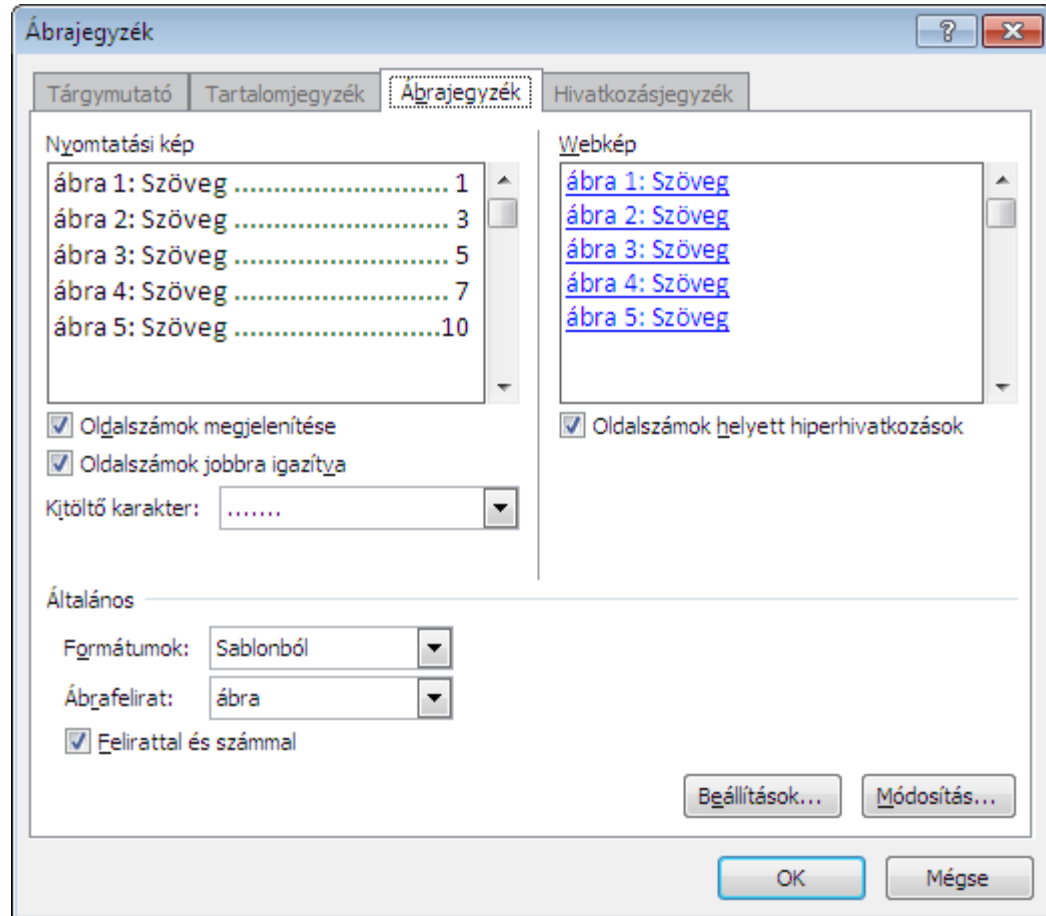 Ábrajegyzék
Tárgymutató Tartalomjegyzék Ábrajegyzék Hivatkozásjegyzék
Nyomtatási kép
ábra 1: Szöveg ................................ 1
ábra 2: Szöveg ................................ 3
ábra 3: Szöveg ................................ 5
ábra 4: Szöveg ................................ 7
ábra 5: Szöveg ...............................10
Oldalszámok megjelenítése
Oldalszámok jobbra igazítva
Kitöltő karakter: .......
Webkép
ábra 1: Szöveg
ábra 2: Szöveg
ábra 3: Szöveg
ábra 4: Szöveg
ábra 5: Szöveg
Oldalszámok helyett hiperhivatkozások
Általános
Formátumok: Sablonból
Ábrafelirat: ábra
Felirattal és számmal
Beállítások... Módosítás...
OK Mégse